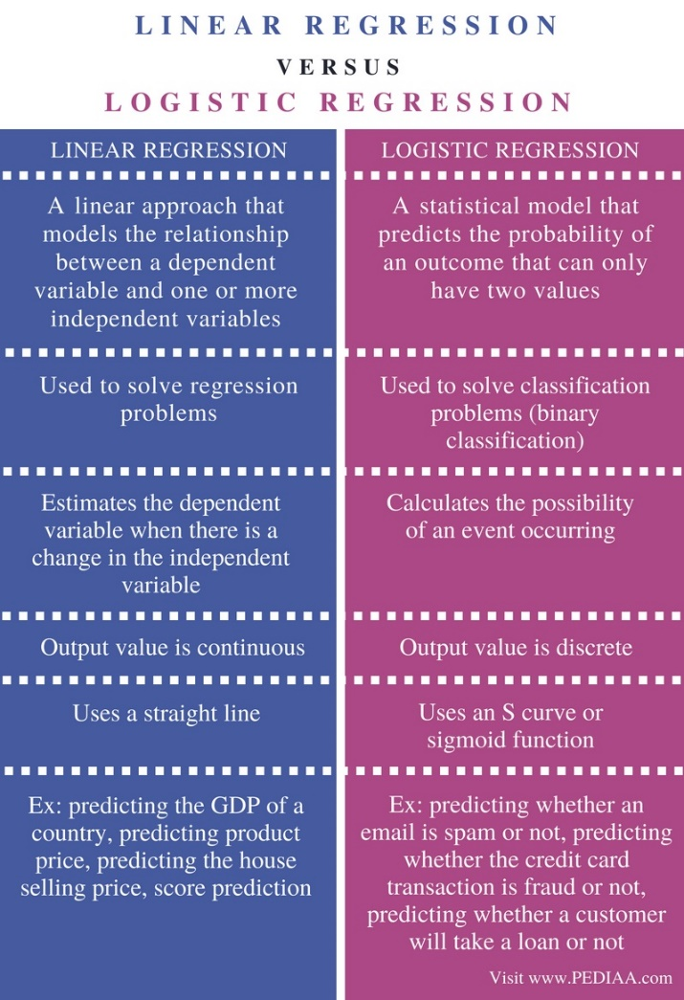 LINEAR REGRESSION
VERSUS
LOGISTIC REGRESSION
LINEAR REGRESSION
LOGISTIC REGRESSION
A linear approach that
models the relationship
between a dependent
variable and one or more
independent variables
A statistical model that
predicts the probability of
an outcome that can only
have two values
Used to solve regression
problems
Used to solve classification
problems (binary
classification)
Estimates the dependent
variable when there is a
change in the independent
variable
Calculates the possibility
of an event occurring
Output value is continuous
Output value is discrete
Uses a straight line
Uses an S curve or
sigmoid function
Ex: predicting the GDP of a
country, predicting product
price, predicting the house
selling price, score prediction
Ex: predicting whether an
email is spam or not, predicting
whether the credit card
transaction is fraud or not,
predicting whether a customer
will take a loan or not
Visit www.PEDIAA.com